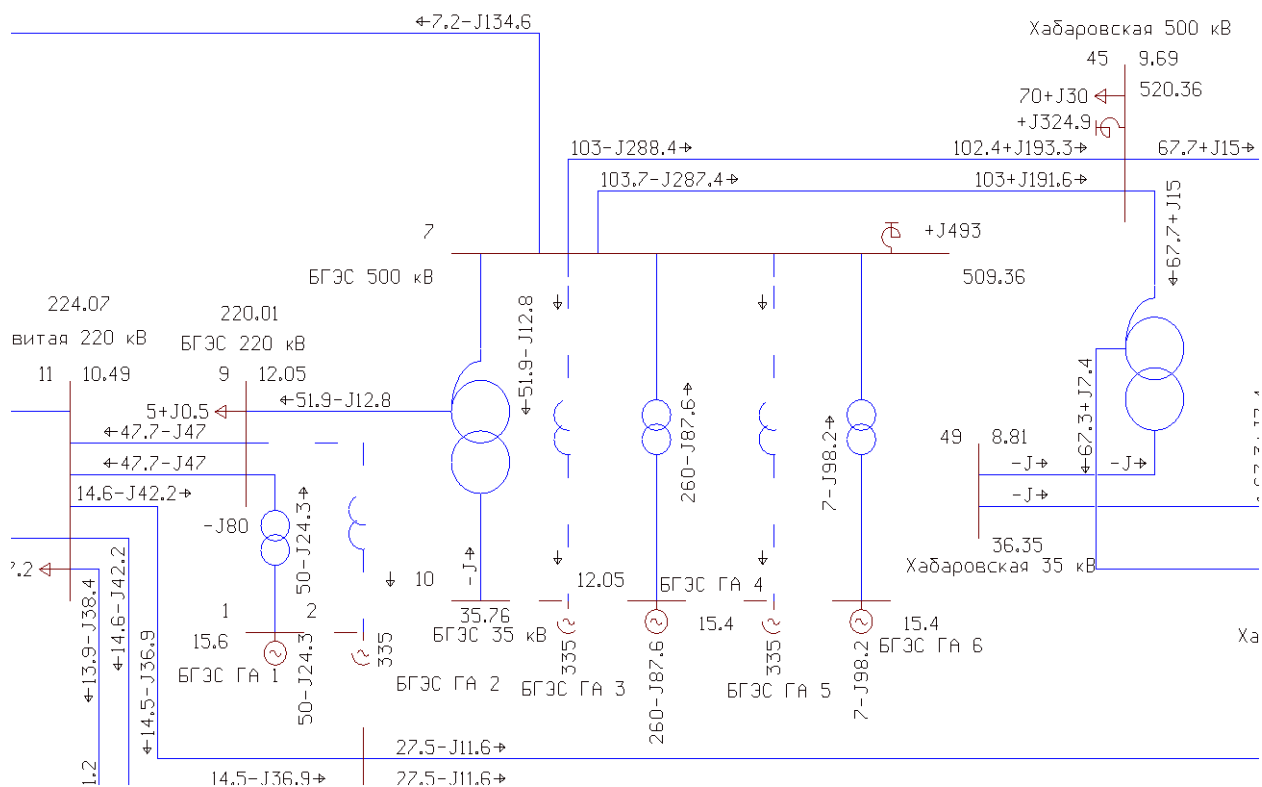 7.2-J134.6
Хабаровская 500 кВ
45 9.69
70+J30
520.36
+J324.9
103-J288.4
102.4+J193.3
67.7+J15
103.7-J287.4
103+J191.6
67.7+J15
7
+J493
БГЭС 500 кВ
509.36
224.07
220.01
витая 220 кВ
БГЭС 220 кВ
51.9-J12.8
11 10.49
9 12.05
51.9-J12.8
67.3+J7.4
5+J0.5
47.7-J47
260-J87.6
7-J98.2
49 8.81
47.7-J47
-J
-J
14.6-J42.2
-J
-J80
50-J24.3
36.35
7.2
Хабаровская 35 кВ
-J
10
12.05
БГЭС ГА 4
1
2
35.76
15.6
БГЭС 35 кВ
15.4
15.4
335
335
335
БГЭС ГА 6
Ха
БГЭС ГА 1
БГЭС ГА 2
БГЭС ГА 3
БГЭС ГА 5
13.9-J38.4
14.6-J42.2
14.5-J36.9
50-J24.3
260-J87.6
7-J98.2
27.5-J11.6
1.2
14.5-J36.9
27.5-J11.6